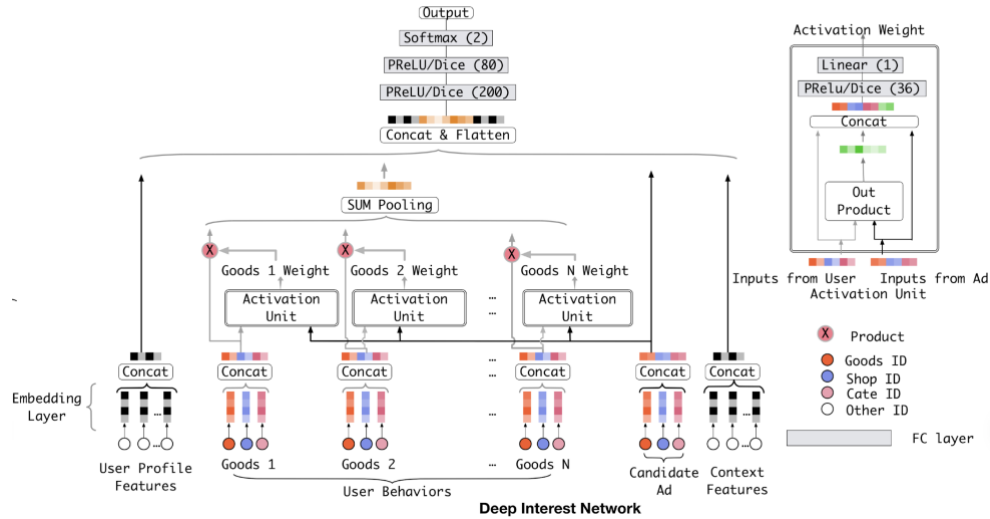 Output
Softmax (2)
PReLU/Dice (80)
PReLU/Dice (200)
Concat & Flatten
SUM Pooling
X
X
X
Goods 1 Weight
Goods 2 Weight
Goods N Weight
Activation
Unit
Activation
Unit
...
...
Activation
Unit
Concat
Concat
Concat
...
...
Concat
Concat
Concat
Embedding
Layer
...
...
...
...
...
User Profile
Features
Goods 1
Goods 2
...
Goods N
User Behaviors
Candidate
Ad
Context
Features
Deep Interest Network
Activation Weight
Linear (1)
PRelu/Dice (36)
Concat
Out
Product
Inputs from User
Inputs from Ad
Activation Unit
X
Product
Goods ID
Shop ID
Cate ID
Other ID
FC layer